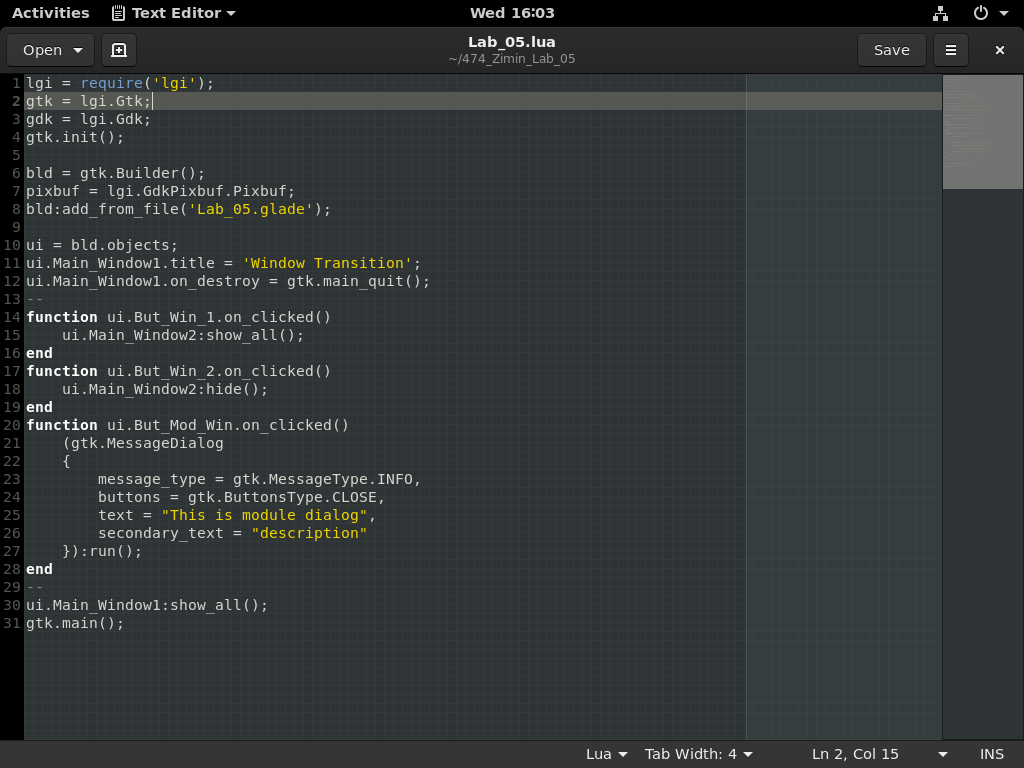 Activities Text Editor Wed 16:03
Open Lab_05.lua Save
~/474_Zimin_Lab_05
1 lgi = require('lgi');
2 gtk = lgi.Gtk;
3 gdk = lgi.Gdk;
4 gtk.init();
5
6 bld = gtk.Builder();
7 pixbuf = lgi.GdkPixbuf.Pixbuf;
8 bld:add_from_file('Lab_05.glade');
9
10 ui = bld.objects;
11 ui.Main_Window1.title = 'Window Transition';
12 ui.Main_Window1.on_destroy = gtk.main_quit();
13 --
14 function ui.But_Win_1.on_clicked()
15     ui.Main_Window2:show_all();
16 end
17 function ui.But_Win_2.on_clicked()
18     ui.Main_Window2:hide();
19 end
20 function ui.But_Mod_Win.on_clicked()
21     (gtk.MessageDialog
22     {
23         message_type = gtk.MessageType.INFO,
24         buttons = gtk.ButtonsType.CLOSE,
25         text = "This is module dialog",
26         secondary_text = "description"
27     }):run();
28 end
29 --
30 ui.Main_Window1:show_all();
31 gtk.main();
Lua Tab Width: 4 Ln 2, Col 15 INS